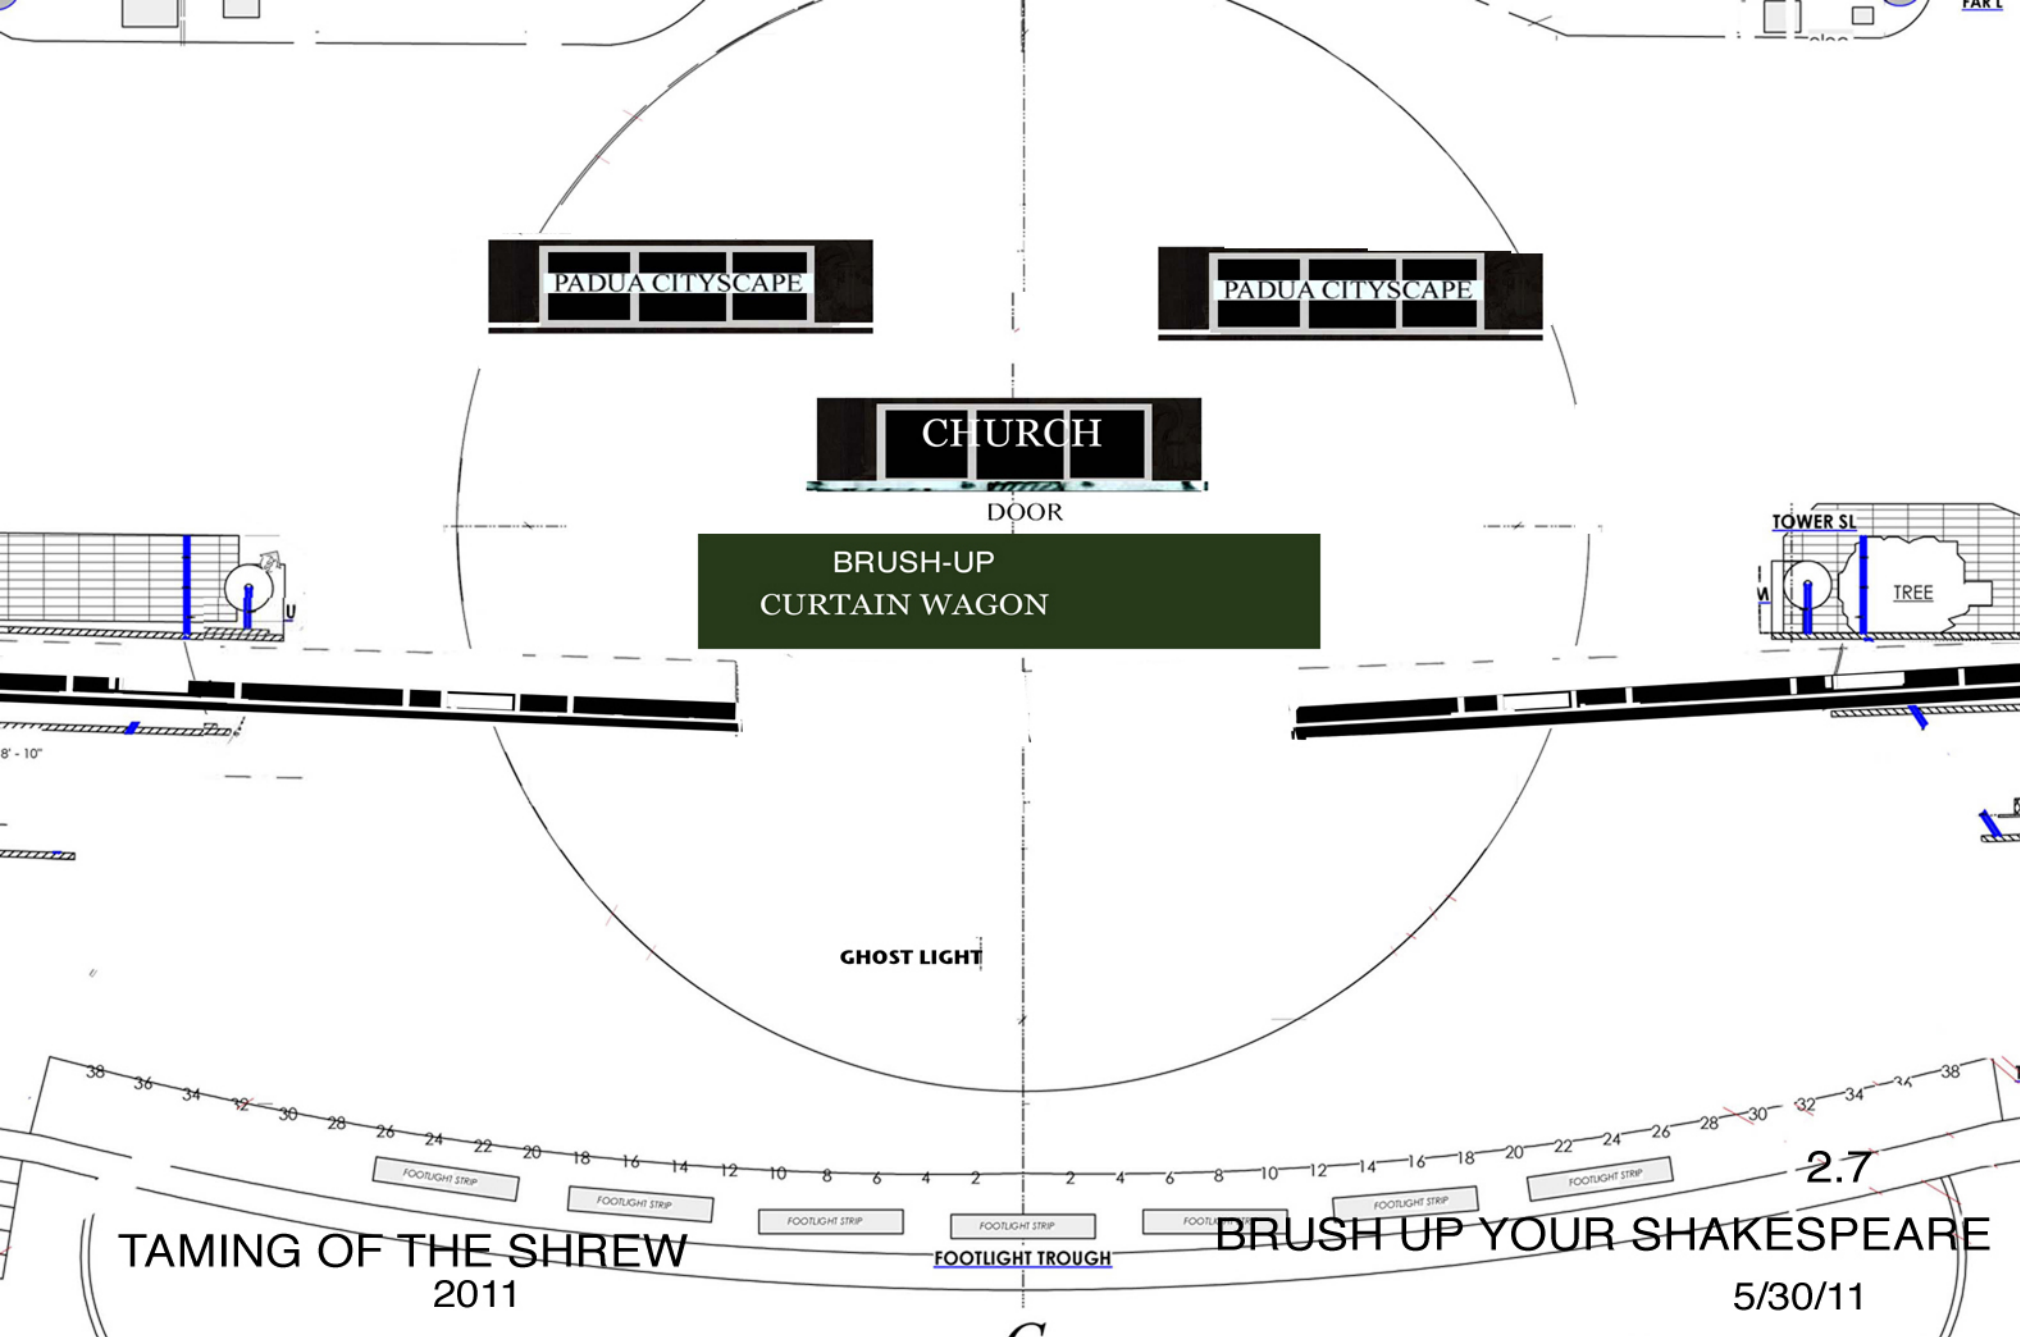 FAR L
PADUA CITYSCAPE
PADUA CITYSCAPE
CHURCH
DOOR
BRUSH-UP
CURTAIN WAGON
TOWER SL
TREE
U
8' - 10"
GHOST LIGHT
38 36 34 32 30 28 26 24 22 20 18 16 14 12 10 8 6 4 2 2 4 6 8 10 12 14 16 18 20 22 24 26 28 30 32 34 36 38
FOOTLIGHT STRIP
FOOTLIGHT STRIP
FOOTLIGHT STRIP
FOOTLIGHT STRIP
FOOTLIGHT STRIP
FOOTLIGHT STRIP
FOOTLIGHT STRIP
FOOTLIGHT TROUGH
TAMING OF THE SHREW
2011
2.7
BRUSH UP YOUR SHAKESPEARE
5/30/11